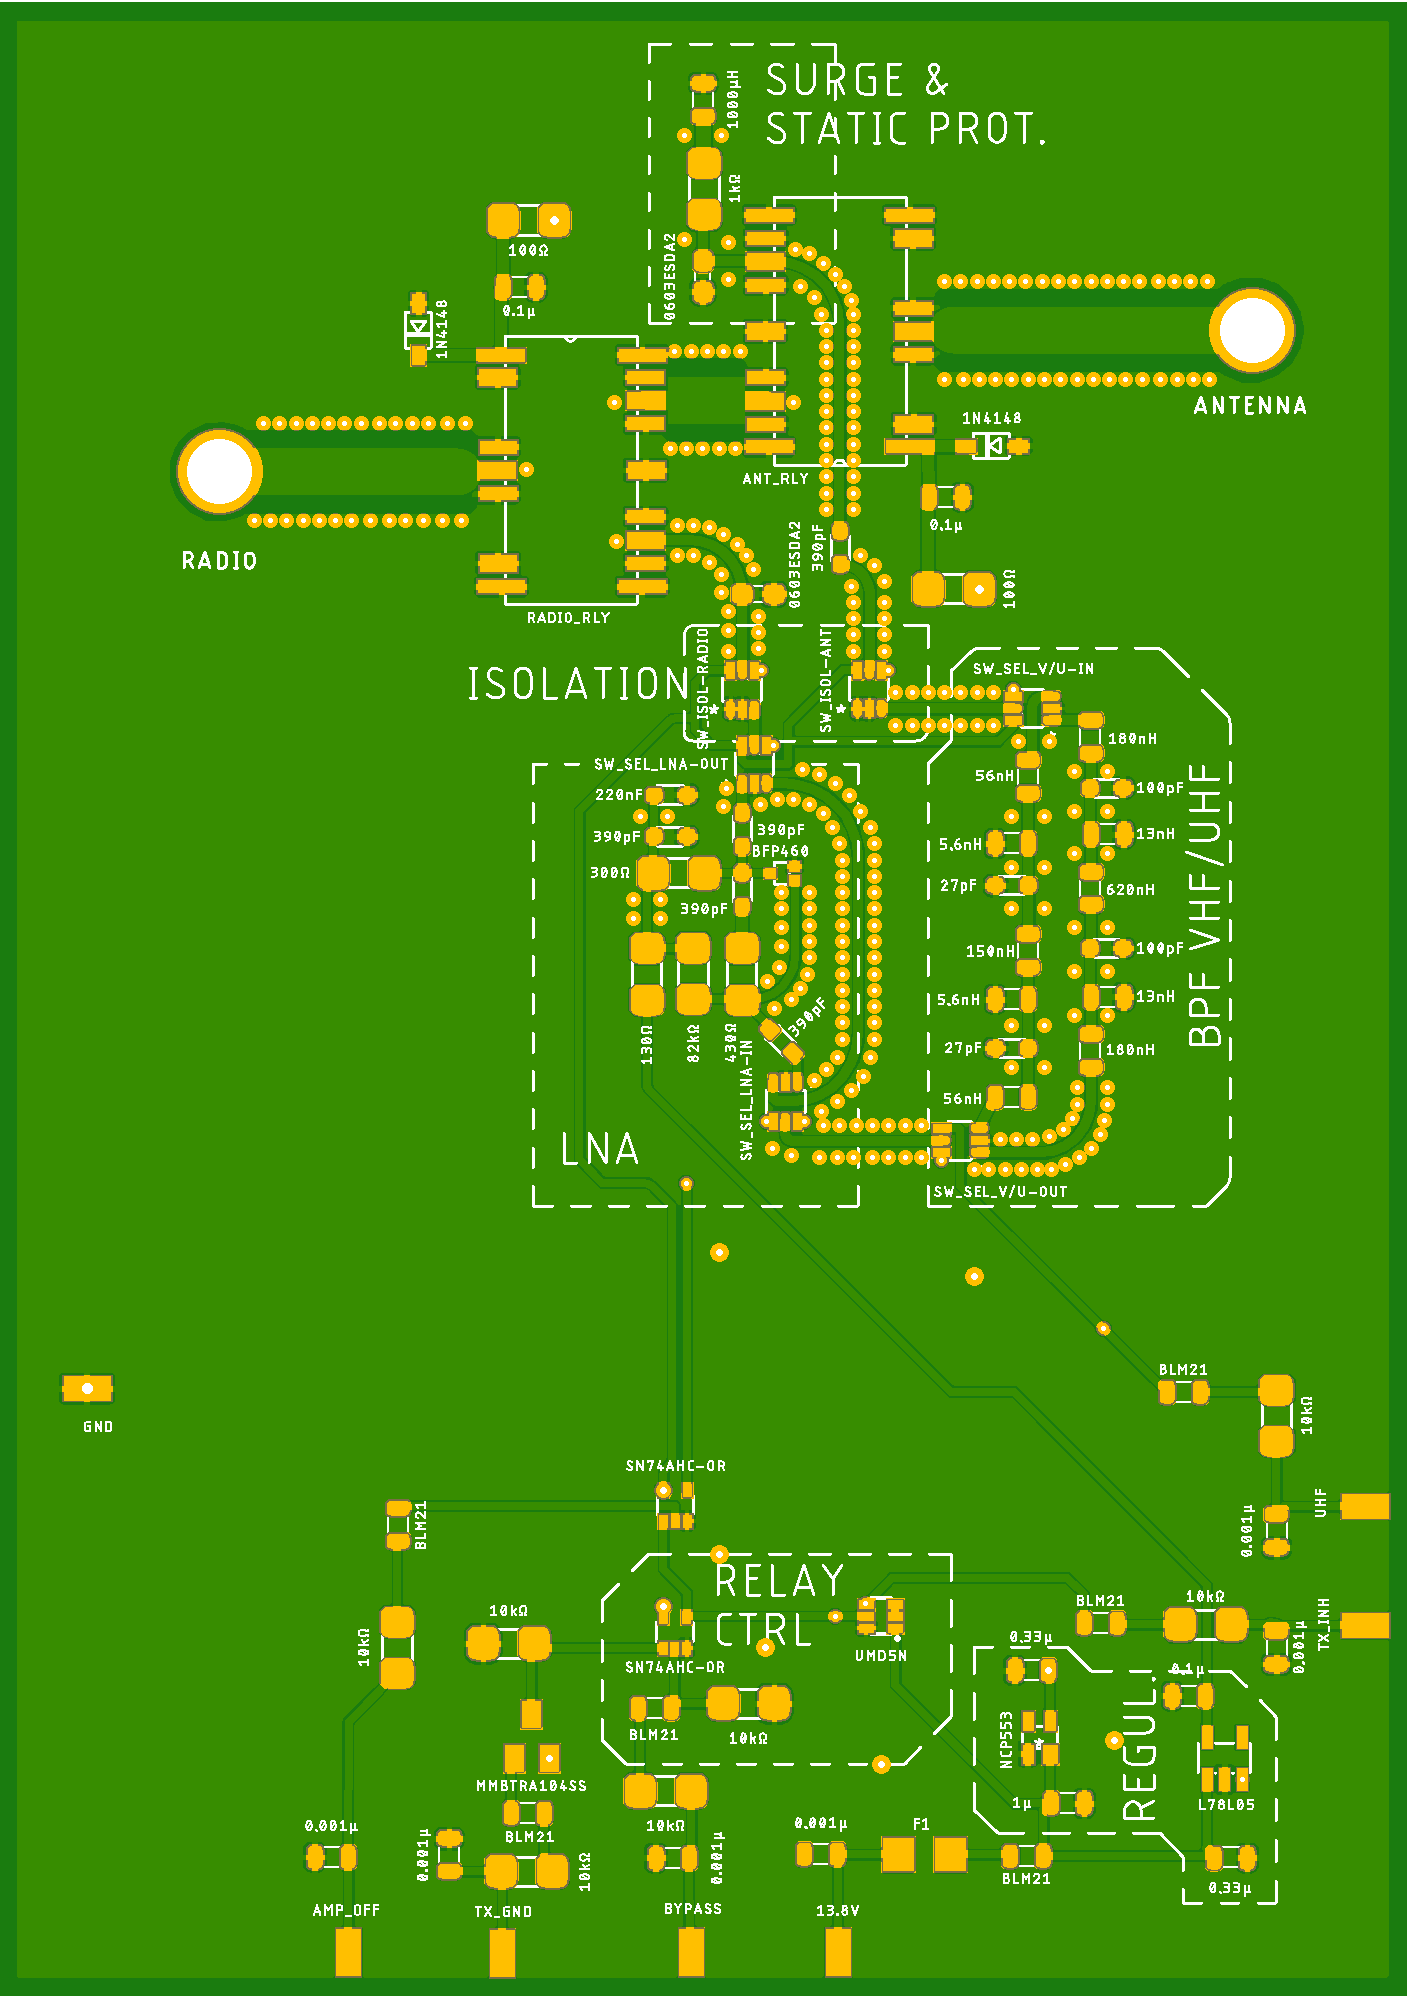 SURGE &
STATIC PROT.
1000µH
1kΩ
0603ESDA2
100Ω
0.1µ
1N4148
ANTENNA
1N4148
ANT_RLY
0.1µ
RADIO
0603ESDA2
390pF
100Ω
RADIO_RLY
ISOLATION
SW_ISOL-RADIO
SW_ISOL-ANT
SW_SEL_V/U-IN
*
*
180nH
SW_SEL_LNA-OUT
56nH
220nF
100pF
390pF
390pF
13nH
5.6nH
BFP460
300Ω
27pF
620nH
390pF
BPF VHF/UHF
150nH
100pF
5.6nH
13nH
390pF
130Ω
82kΩ
430Ω
27pF
180nH
SW_SEL_LNA-IN
56nH
LNA
SW_SEL_V/U-OUT
BLM21
10kΩ
GND
SN74AHC-OR
BLM21
UHF
0.001µ
RELAY
CTRL
10kΩ
BLM21
10kΩ
TX_INH
10kΩ
0.33µ
0.001µ
UMD5N
SN74AHC-OR
0.1µ
BLM21
10kΩ
NCP553
*
REGUL.
MMBTRA104SS
1µ
L78L05
0.001µ
BLM21
10kΩ
0.001µ
F1
0.001µ
10kΩ
0.001µ
BLM21
0.33µ
AMP_OFF
TX_GND
BYPASS
13.8V